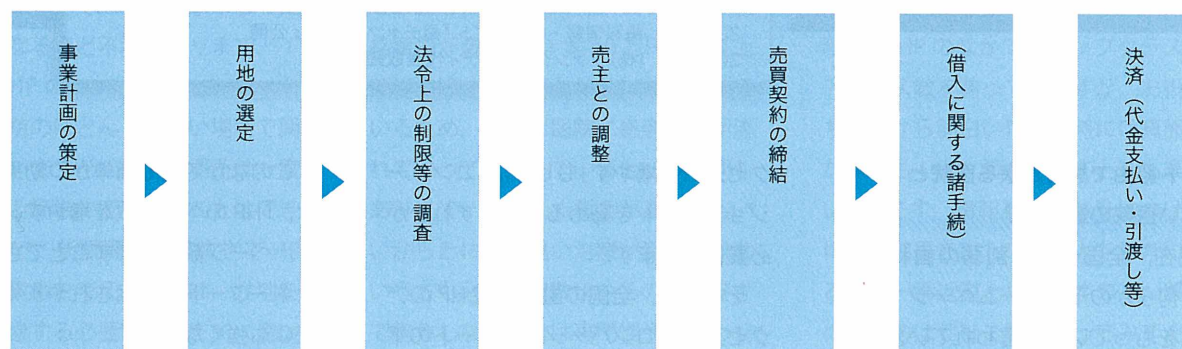 事業計画の策定
用地の選定
法令上の制限等の調査
売主との調整
売買契約の締結
（借入に関する諸手続）
決済（代金支払い・引渡し等）